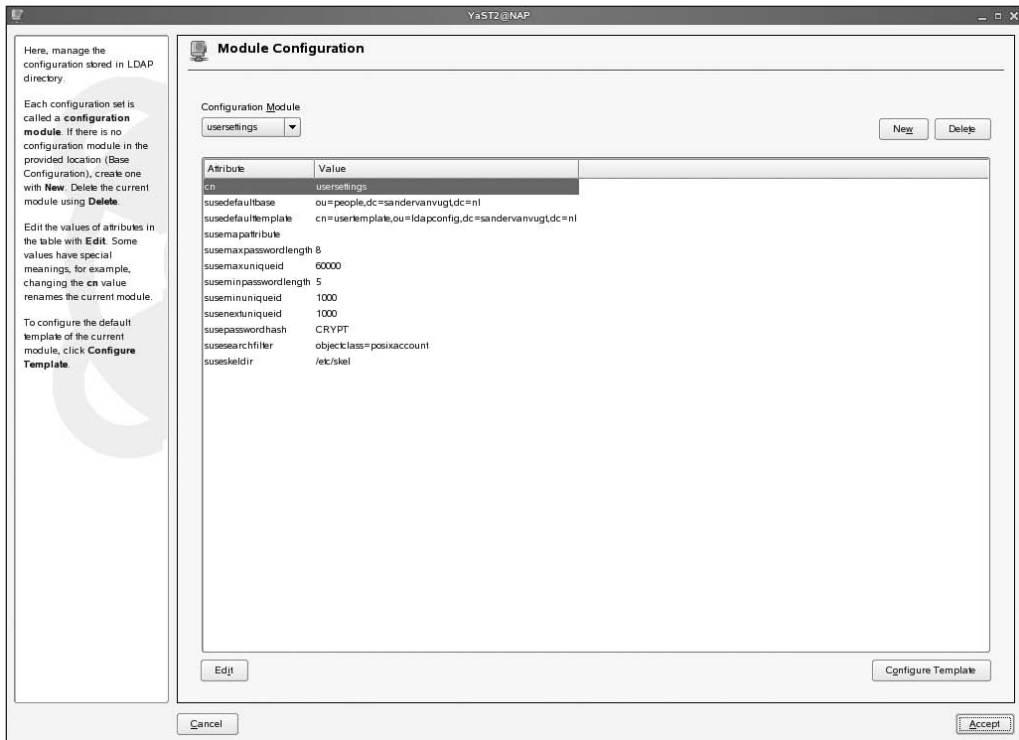 YaST2@NAP
Here, manage the
configuration stored in LDAP
directory.
Each configuration set is
called a configuration
module. If there is no
configuration module in the
provided location (Base
Configuration), create one
with New. Delete the current
module using Delete.
Edit the values of attributes in
the table with Edit. Some
values have special
meanings, for example,
changing the cn value
renames the current module.
To configure the default
template of the current
module, click Configure
Template.
Module Configuration
Configuration Module
usersettings
New Delete
Attribute Value
cn usersettings
susedefaultbase ou=people,dc=sandervanvugt,dc=nl
susedefaulttemplate cn=usertemplate,ou=ldapconfig,dc=sandervanvugt,dc=nl
susemapattribute
susemaxpasswordlength 8
susemaxuniqueid 60000
suseminpasswordlength 5
suseminuniqueid 1000
susenextuniqueid 1000
susepasswordhash CRYPT
susesearchfilter objectclass=posixaccount
suseskeldir /etc/skel
Edit Configure Template
Cancel Accept